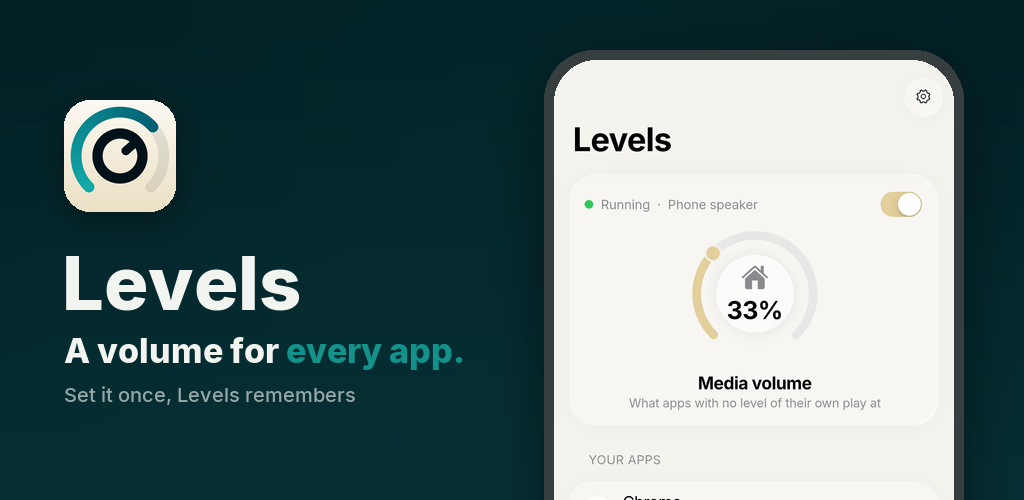 Levels
A volume for every app.
Set it once, Levels remembers
Levels
Running · Phone speaker
33%
Media volume
What apps with no level of their own play at
YOUR APPS
Chrome